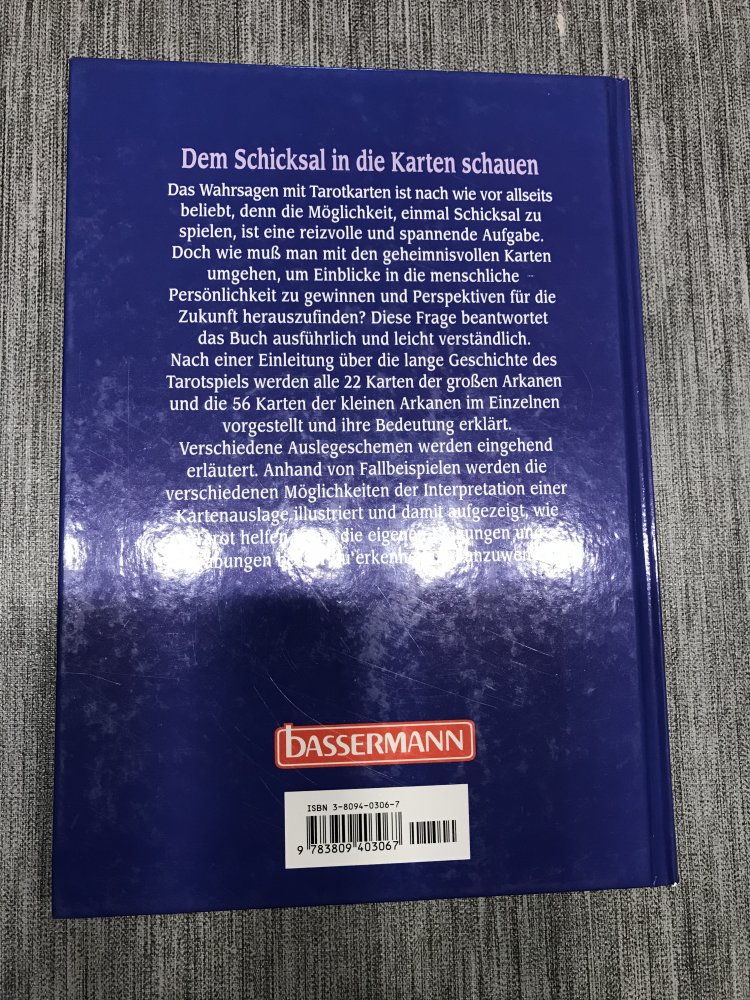 Dem Schicksal in die Karten schauen
Das Wahrsagen mit Tarotkarten ist nach wie vor allseits
beliebt, denn die Möglichkeit, einmal Schicksal zu
spielen, ist eine reizvolle und spannende Aufgabe.
Doch wie muß man mit den geheimnisvollen Karten
umgehen, um Einblicke in die menschliche
Persönlichkeit zu gewinnen und Perspektiven für die
Zukunft herauszufinden? Diese Frage beantwortet
das Buch ausführlich und leicht verständlich.
Nach einer Einleitung über die lange Geschichte des
Tarotspiels werden alle 22 Karten der großen Arkanen
und die 56 Karten der kleinen Arkanen im Einzelnen
vorgestellt und ihre Bedeutung erklärt.
Verschiedene Auslegeschemen werden eingehend
erläutert. Anhand von Fallbeispielen werden die
verschiedenen Möglichkeiten der Interpretation einer
Kartenauslage illustriert und damit aufgezeigt, wie
Tarot helfen die
bASSERMANN
ISBN 3-8094-0306-7
9 783809 403067